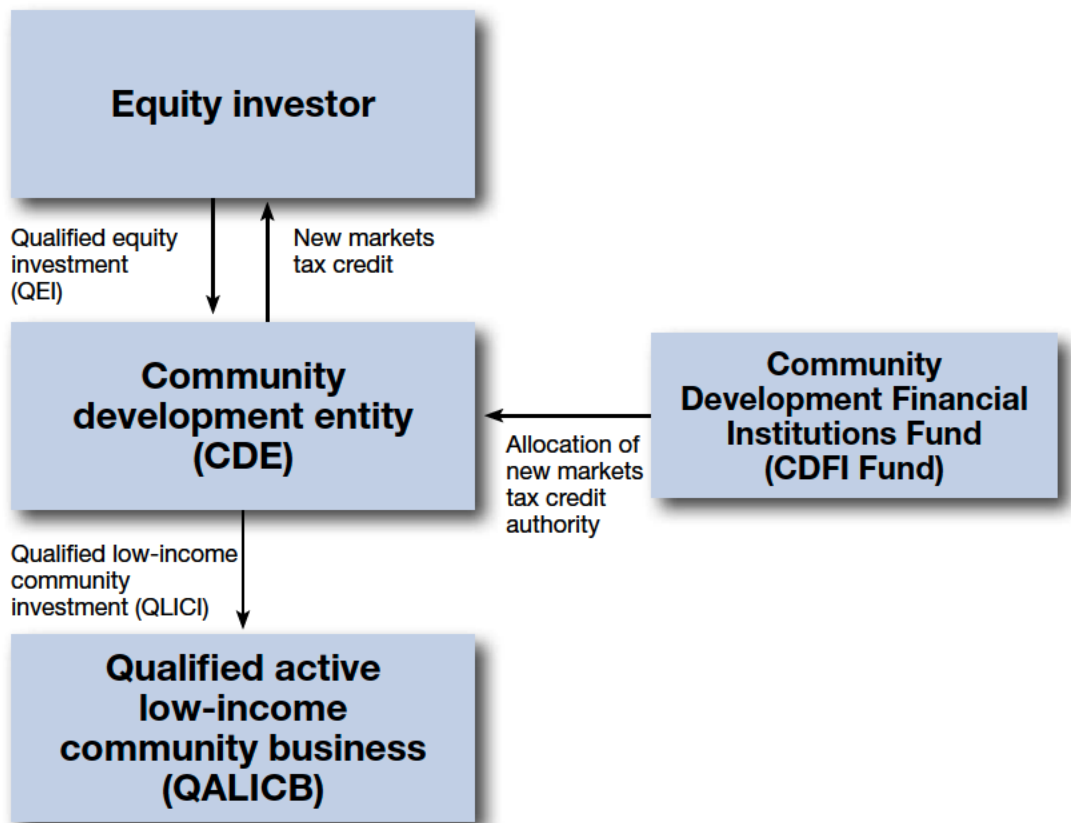 Equity investor
Qualified equity
investment
(QEI)
New markets
tax credit
Community
development entity
(CDE)
Community
Development Financial
Institutions Fund
(CDFI Fund)
Allocation of
new markets
tax credit
authority
Qualified low-income
community
investment (QLICI)
Qualified active
low-income
community business
(QALICB)